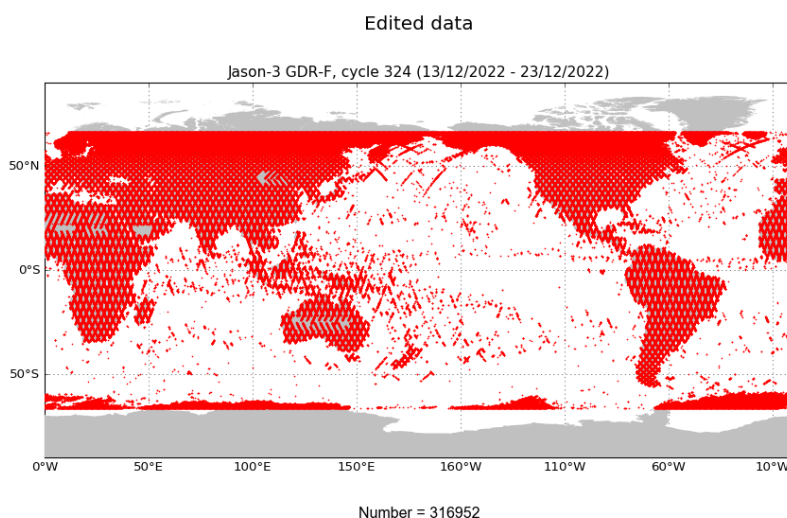 Edited data
Jason-3 GDR-F, cycle 324 (13/12/2022 - 23/12/2022)
50°N
0°S
50°S
0°W 50°E 100°E 150°E 160°W 110°W 60°W 10°W
Number = 316952